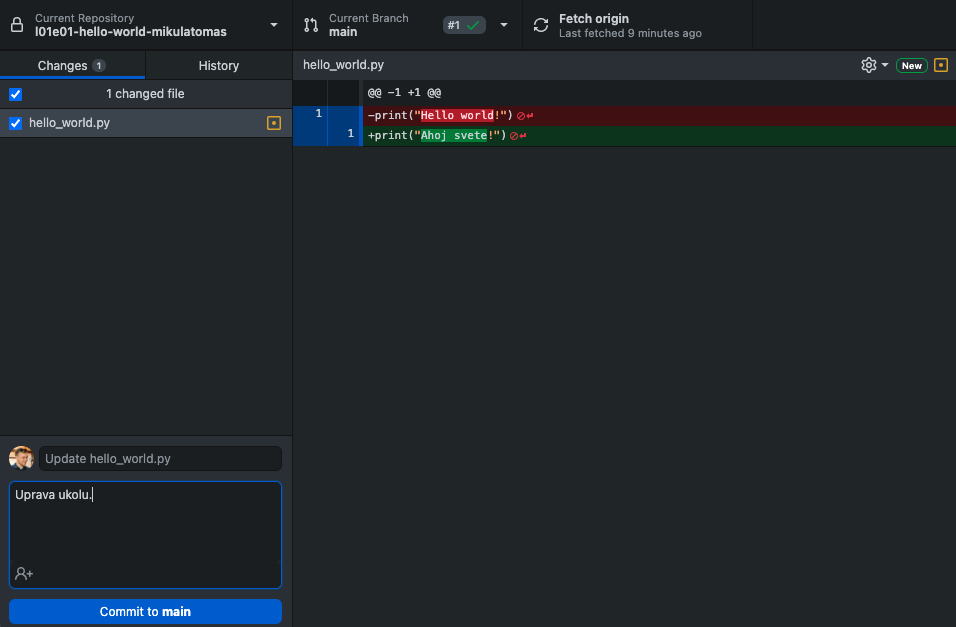 Current Repository
l01e01-hello-world-mikulatomas
Current Branch
main
#1
Fetch origin
Last fetched 9 minutes ago
Changes 1
History
hello_world.py
New
1 changed file
hello_world.py
@@ -1 +1 @@
1 -print("Hello world!")
1 +print("Ahoj svete!")
Update hello_world.py
Uprava ukolu.
Commit to main